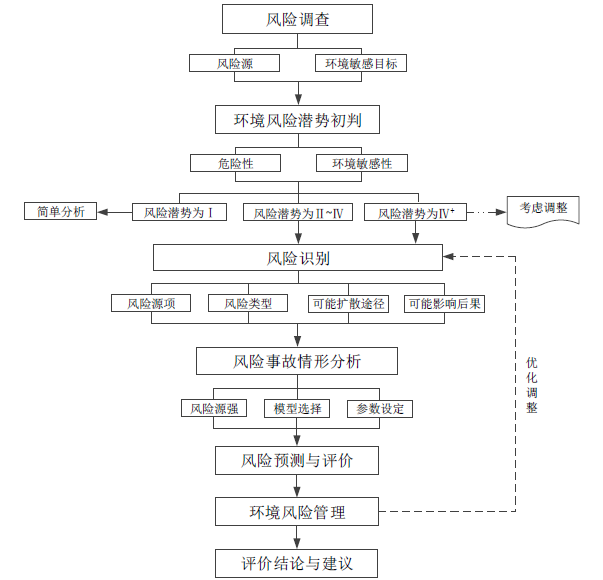 风险调查
风险源
环境敏感目标
环境风险潜势初判
危险性
环境敏感性
简单分析
风险潜势为Ⅰ
风险潜势为Ⅱ~Ⅳ
风险潜势为Ⅳ⁺
考虑调整
风险识别
风险源项
风险类型
可能扩散途径
可能影响后果
风险事故情形分析
优化调整
风险源强
模型选择
参数设定
风险预测与评价
环境风险管理
评价结论与建议